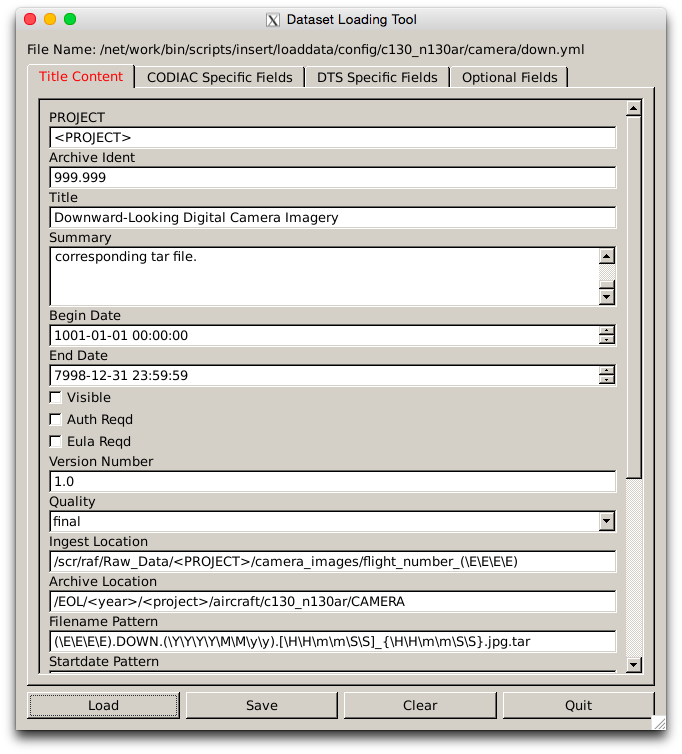 Dataset Loading Tool
File Name: /net/work/bin/scripts/insert/loaddata/config/c130_n130ar/camera/down.yml
Title Content CODIAC Specific Fields DTS Specific Fields Optional Fields
PROJECT
<PROJECT>
Archive Ident
999.999
Title
Downward-Looking Digital Camera Imagery
Summary
corresponding tar file.
Begin Date
1001-01-01 00:00:00
End Date
7998-12-31 23:59:59
Visible
Auth Reqd
Eula Reqd
Version Number
1.0
Quality
final
Ingest Location
/scr/raf/Raw_Data/<PROJECT>/camera_images/flight_number_(\E\E\E\E)
Archive Location
/EOL/<year>/<project>/aircraft/c130_n130ar/CAMERA
Filename Pattern
(\E\E\E\E).DOWN.(\Y\Y\Y\Y\M\M\y\y).[\H\H\m\m\S\S]_{\H\H\m\m\S\S}.jpg.tar
Startdate Pattern
Load Save Clear Quit